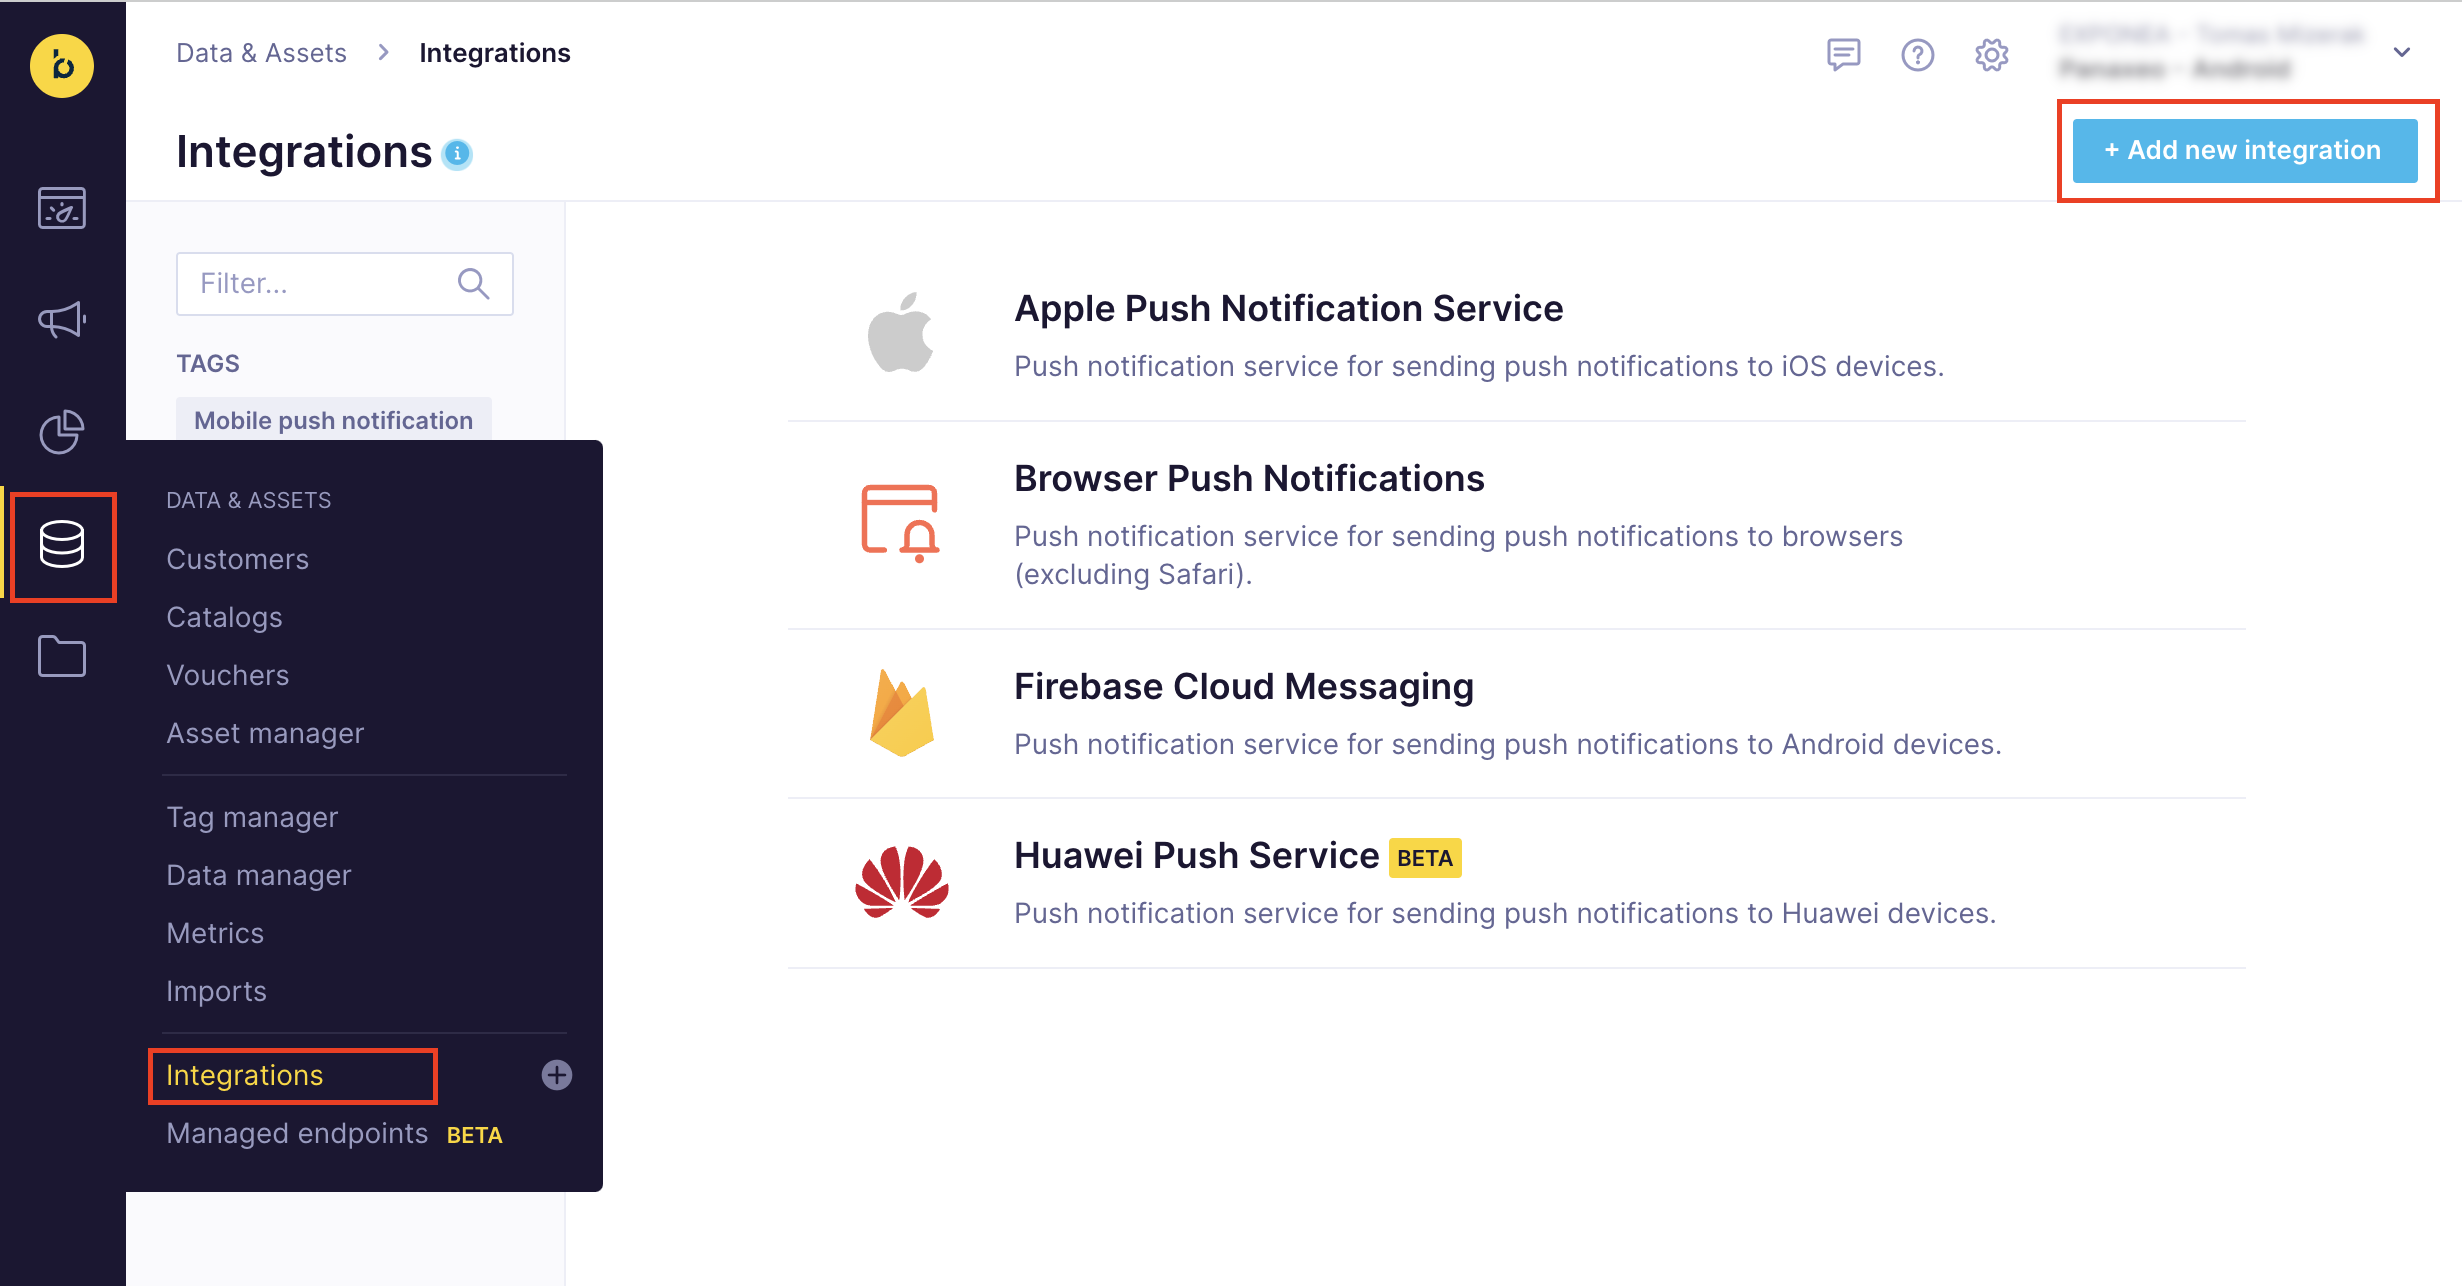 Data & Assets > Integrations
Integrations
+ Add new integration
Filter...
TAGS
Mobile push notification
DATA & ASSETS
Customers
Catalogs
Vouchers
Asset manager
Tag manager
Data manager
Metrics
Imports
Integrations
Managed endpoints BETA
Apple Push Notification Service
Push notification service for sending push notifications to iOS devices.
Browser Push Notifications
Push notification service for sending push notifications to browsers
(excluding Safari).
Firebase Cloud Messaging
Push notification service for sending push notifications to Android devices.
Huawei Push Service BETA
Push notification service for sending push notifications to Huawei devices.